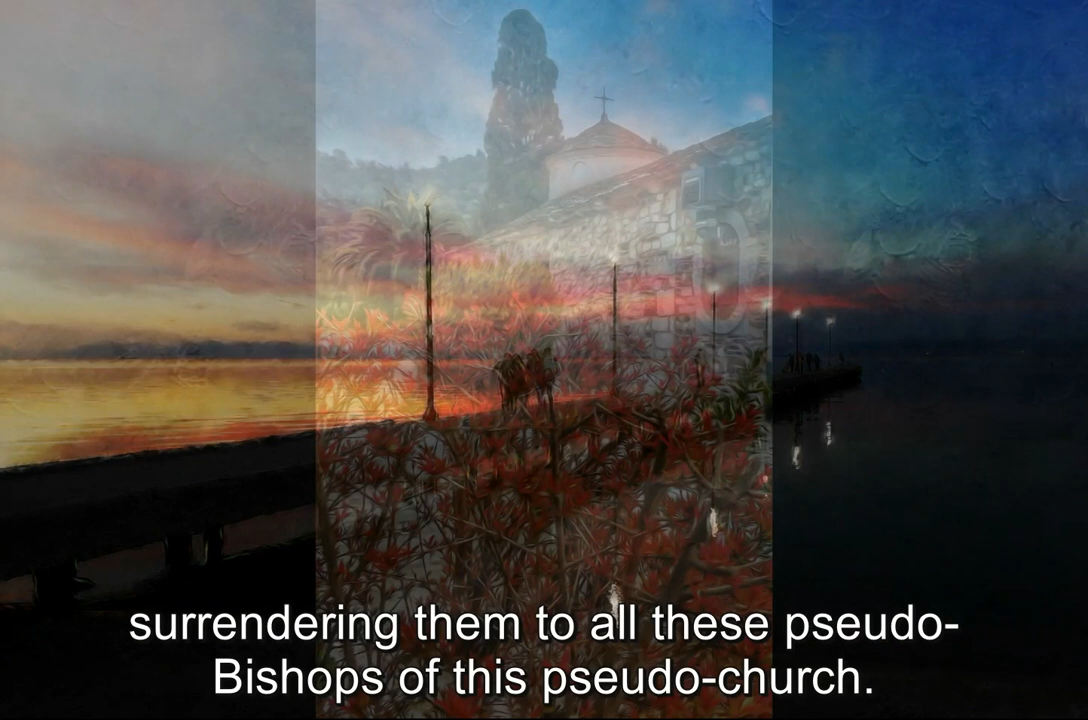 surrendering them to all these pseudo-
Bishops of this pseudo-church.